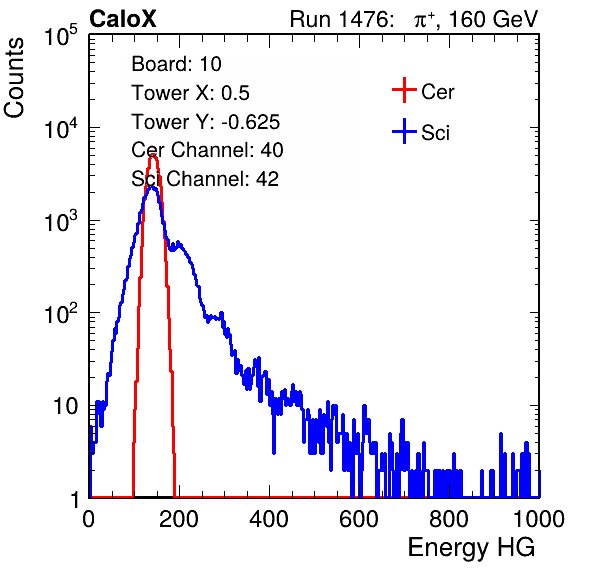 CaloX Run 1476: π⁺, 160 GeV
Counts
10⁵
10⁴
10³
10²
10
1
Board: 10
Tower X: 0.5
Tower Y: -0.625
Cer Channel: 40
Sci Channel: 42
Cer
Sci
0 200 400 600 800 1000
Energy HG